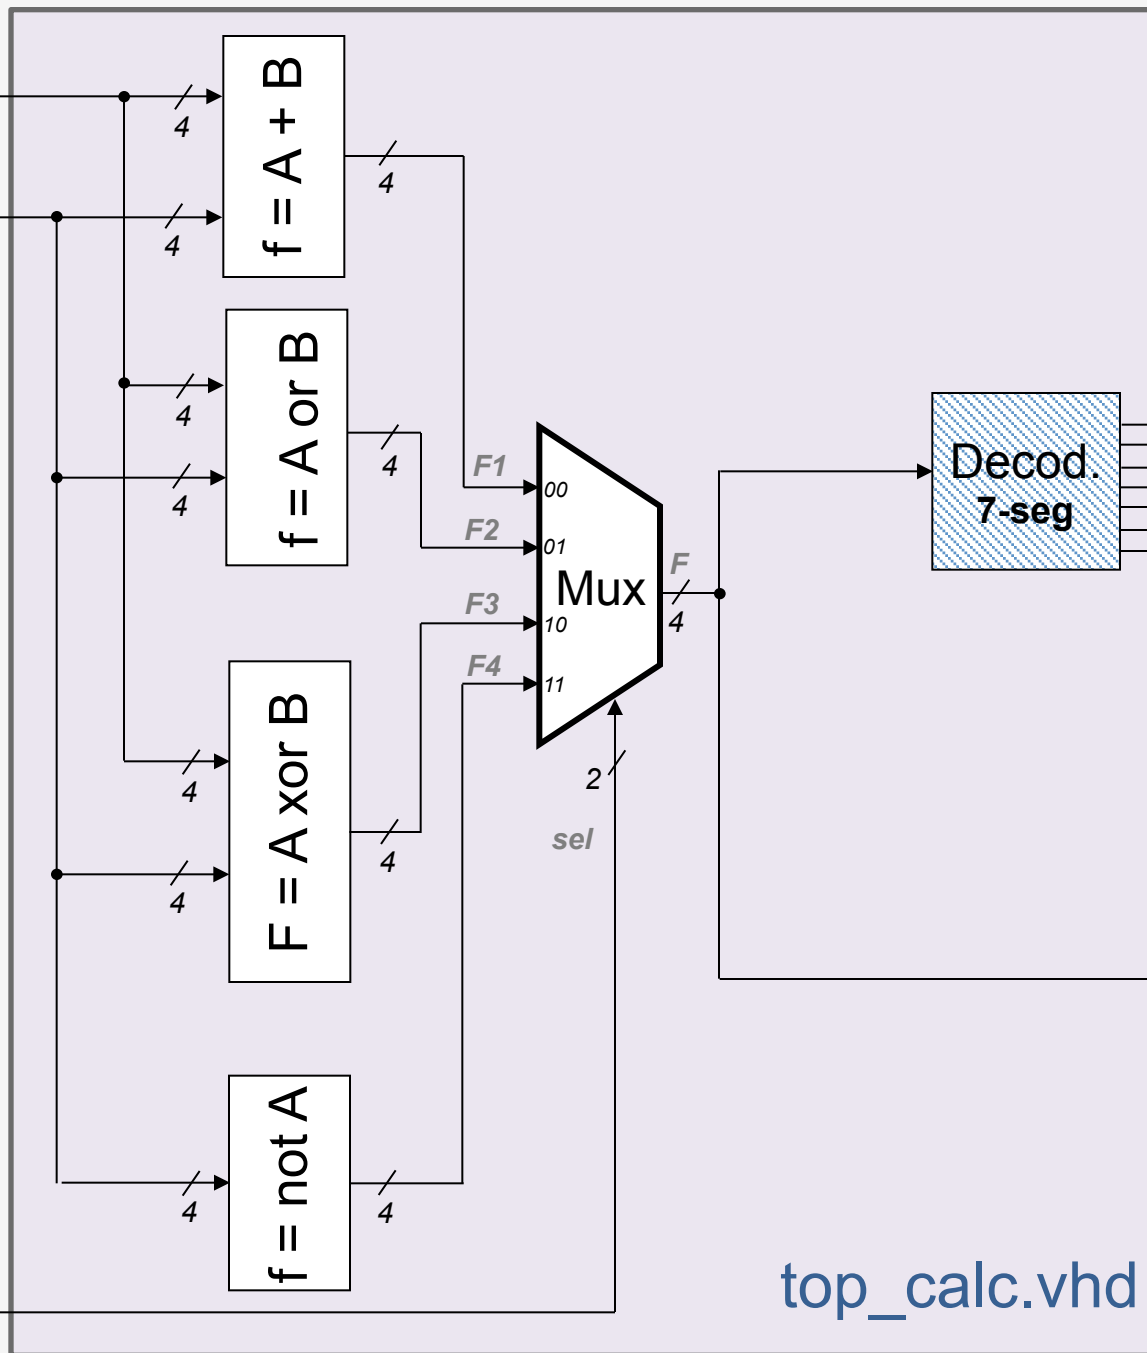 f = A + B
4
4
4
f = A or B
4
4
4
F = A xor B
4
4
4
f = not A
4
4
F1
00
F2
01
Mux
F3
10
F4
11
F
4
2
sel
Decod.
7-seg
top_calc.vhd